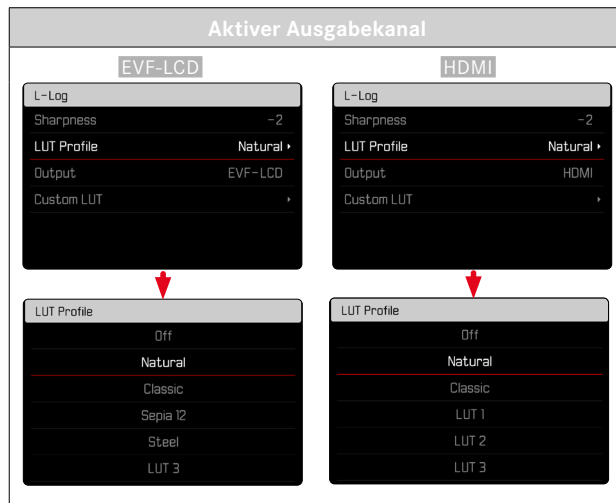 Aktiver Ausgabekanal
EVF-LCD
L-Log
Sharpness -2
LUT Profile Natural
Output EVF-LCD
Custom LUT
LUT Profile
Off
Natural
Classic
Sepia 12
Steel
LUT 3
HDMI
L-Log
Sharpness -2
LUT Profile Natural
Output HDMI
Custom LUT
LUT Profile
Off
Natural
Classic
LUT 1
LUT 2
LUT 3